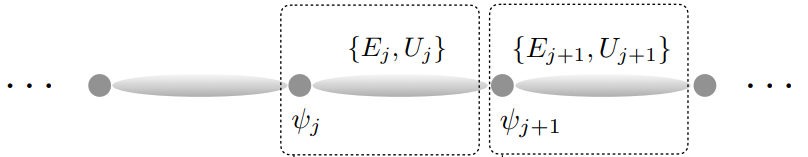 {E_j, U_j} {E_{j+1}, U_{j+1}}
··· ···
ψ_j ψ_{j+1}